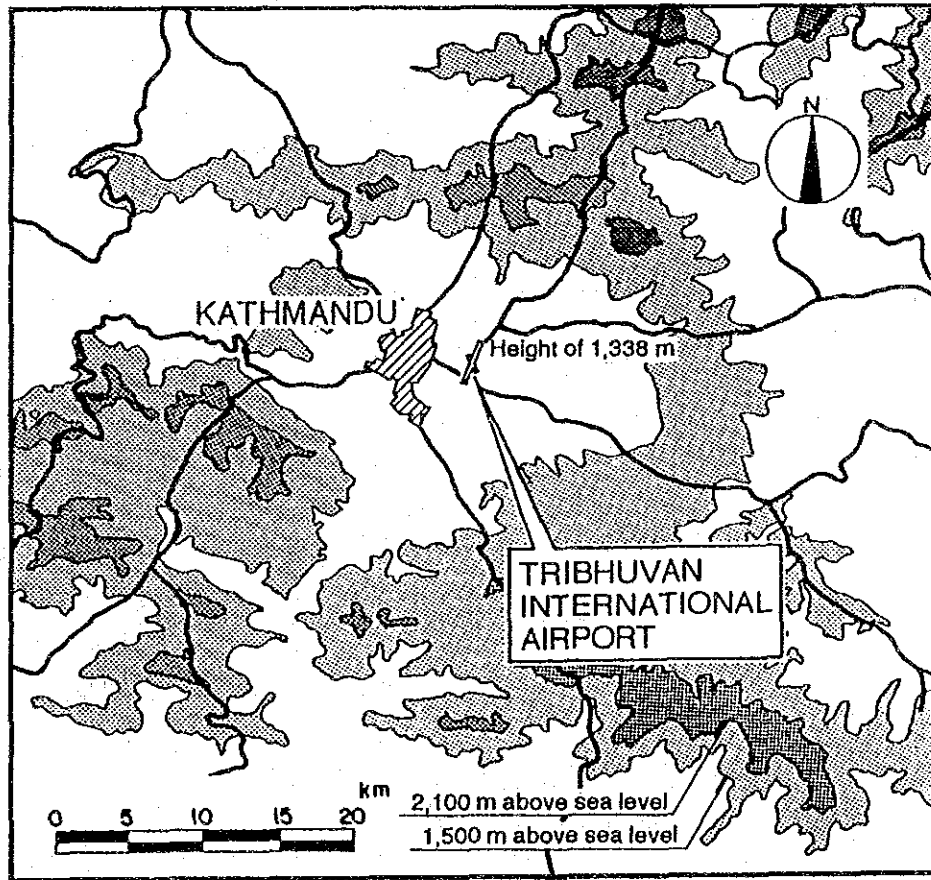 N
KATHMANDU
Height of 1,338 m
TRIBHUVAN
INTERNATIONAL
AIRPORT
km
0 5 10 15 20
2,100 m above sea level
1,500 m above sea level